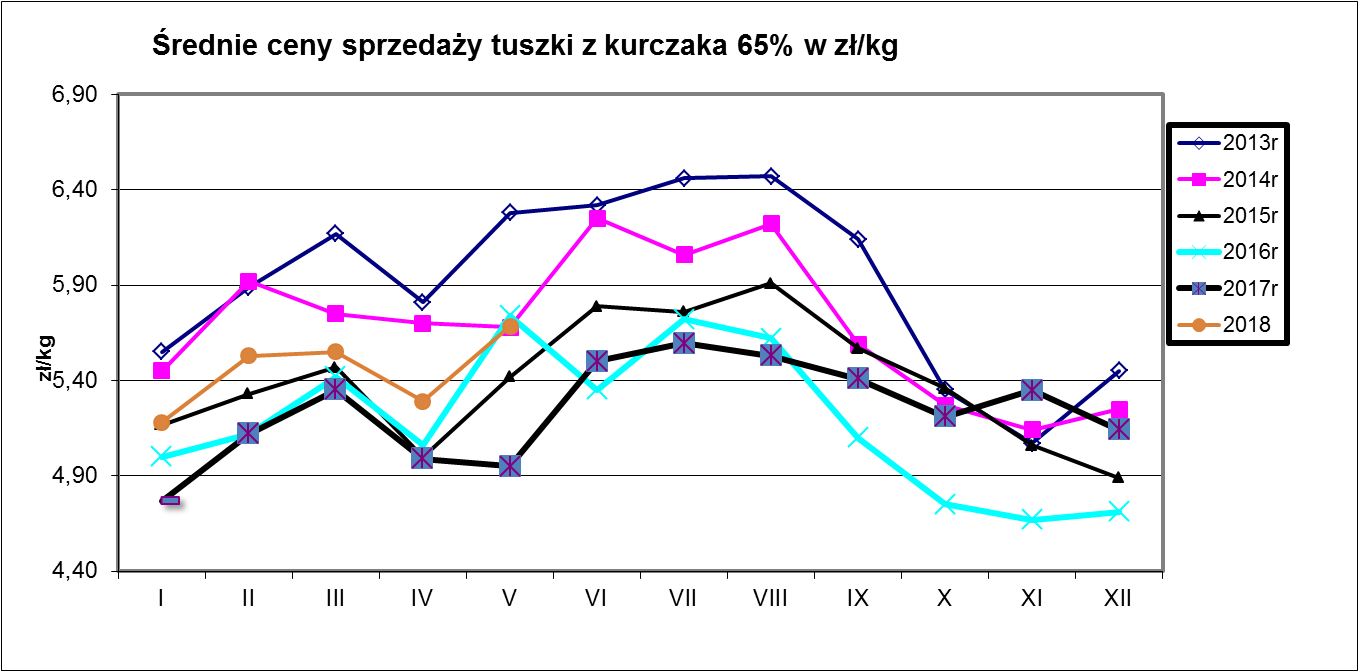 Średnie ceny sprzedaży tuszki z kurczaka 65% w zł/kg
6,90
6,40
5,90
5,40
4,90
4,40
zł/kg
I II III IV V VI VII VIII IX X XI XII
2013r
2014r
2015r
2016r
2017r
2018